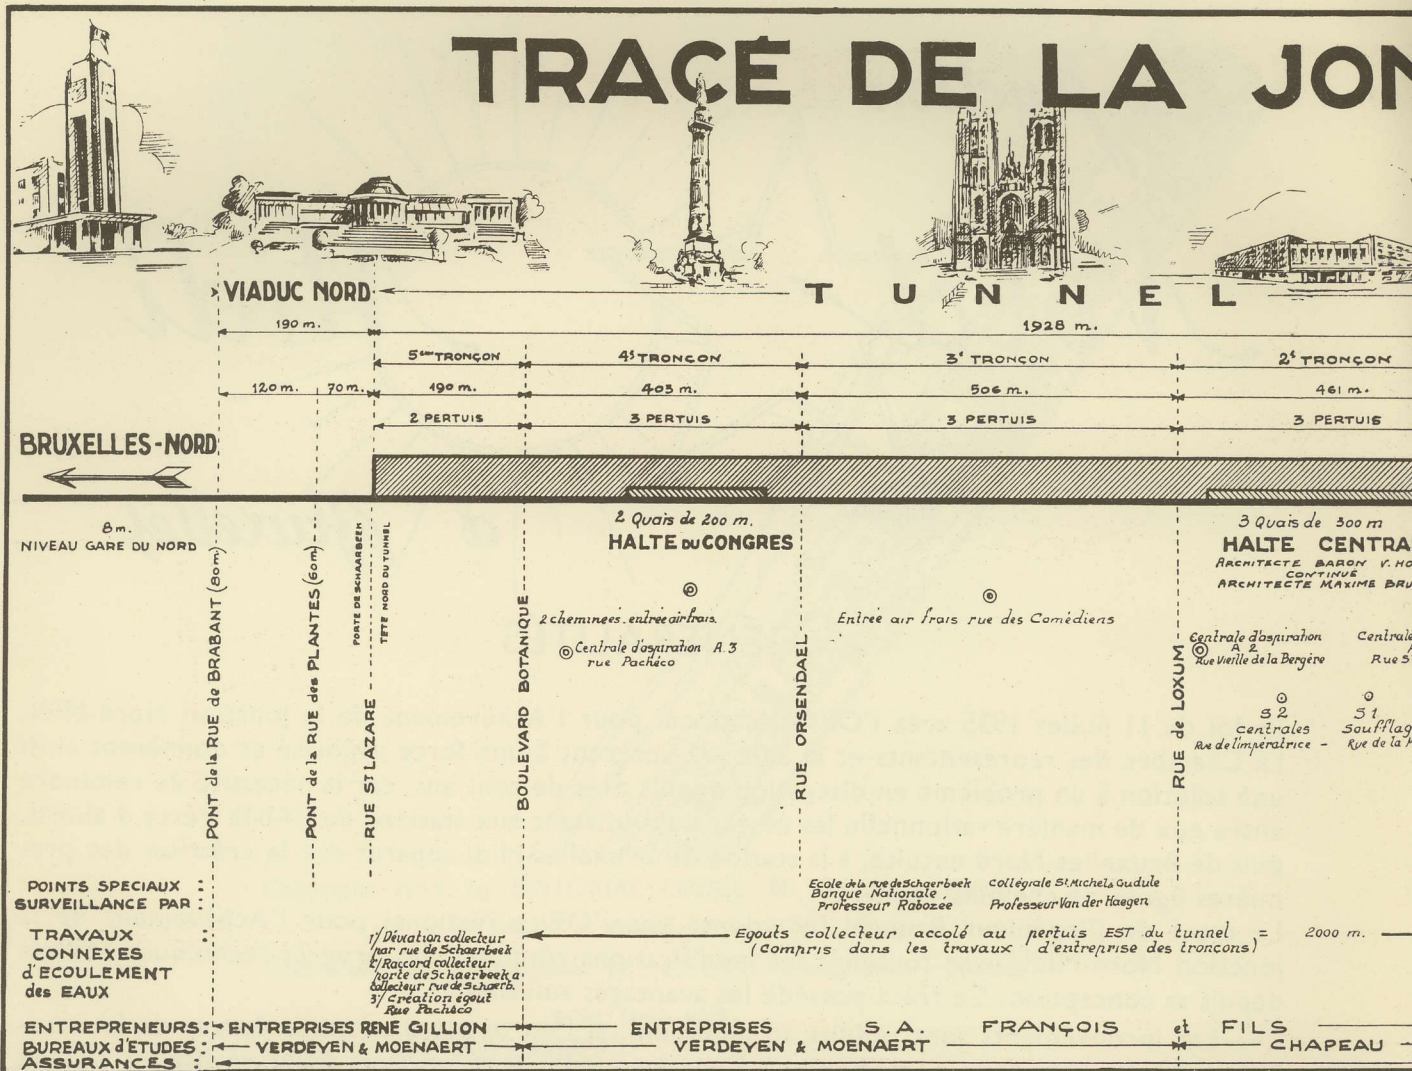 TRACÉ DE LA JON
VIADUC NORD
TUNNEL
190 m.
1928 m.
5ème TRONÇON
4e TRONÇON
3e TRONÇON
2e TRONÇON
120 m.
70 m.
190 m.
403 m.
506 m.
461 m.
2 PERTUIS
3 PERTUIS
3 PERTUIS
3 PERTUIS
BRUXELLES-NORD
8 m.
NIVEAU GARE DU NORD
PONT de la RUE de BRABANT (80m)
PONT de la RUE des PLANTES (60m)
PORTE DE SCHAARBEEK
RUE ST LAZARE
TETE NORD DU TUNNEL
BOULEVARD BOTANIQUE
2 Quais de 200 m.
HALTE DU CONGRES
2 cheminées. entrée air frais.
Centrale d'aspiration A.3
rue Pachéco
RUE ORSENDAEL
Entrée air frais rue des Comédiens
RUE de LOXUM
3 Quais de 300 m
HALTE CENTRA
ARCHITECTE BARON V. HO
CONTINUÉ
ARCHITECTE MAXIME BRU
Centrale d'aspiration
A 2
Rue Vieille de la Bergère
Centrale
Rue S
S2
Centrales
Rue de l'impératrice -
S1
Soufflag
Rue de la
POINTS SPECIAUX :
SURVEILLANCE PAR :
Ecole de la rue de Schaerbeek
Banque Nationale
Professeur Rabozée
Collégiale St. Michel & Gudule
Professeur Van der Haegen
TRAVAUX :
CONNEXES
d'ECOULEMENT
des EAUX
1/ Déviation collecteur
par rue de Schaerbeek
2/ Raccord collecteur
porte de Schaerbeek a
collecteur rue de Schaerb.
3/ Création égout
Rue Pachéco
Egouts collecteur accolé au pertuis EST du tunnel = 2000 m.
(Compris dans les travaux d'entreprise des troncons)
ENTREPRENEURS: ENTREPRISES RENÉ GILLION ENTREPRISES S.A. FRANÇOIS et FILS
BUREAUX d'ETUDES: VERDEYEN & MOENAERT VERDEYEN & MOENAERT CHAPEAU
ASSURANCES :